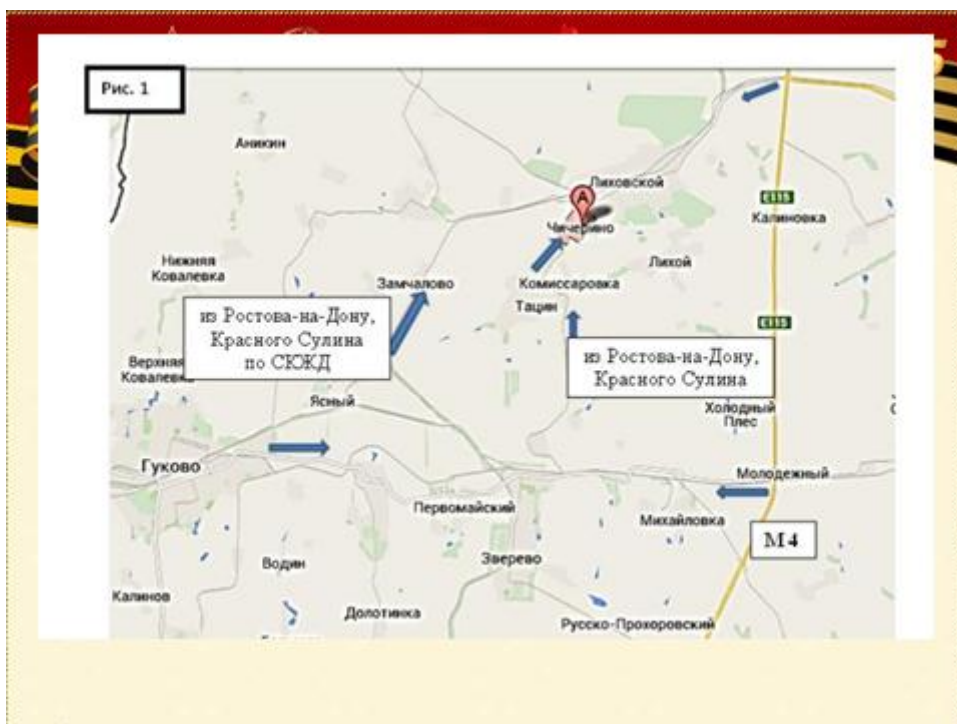 Рис. 1
Аникин
Лиховской
А
E115
Чичерино
Калиновка
Нижняя
Ковалевка
Лихой
Замчалово
Комиссаровка
Тацин
из Ростова-на-Дону,
Красного Сулина
по СКЖД
E115
из Ростова-на-Дону,
Красного Сулина
Верхняя
Ковалевка
Ясный
Холодный
Плес
Гуково
Молодежный
Первомайский
Михайловка
М 4
Зверево
Водин
Калинов
Долотинка
Русско-Прохоровский